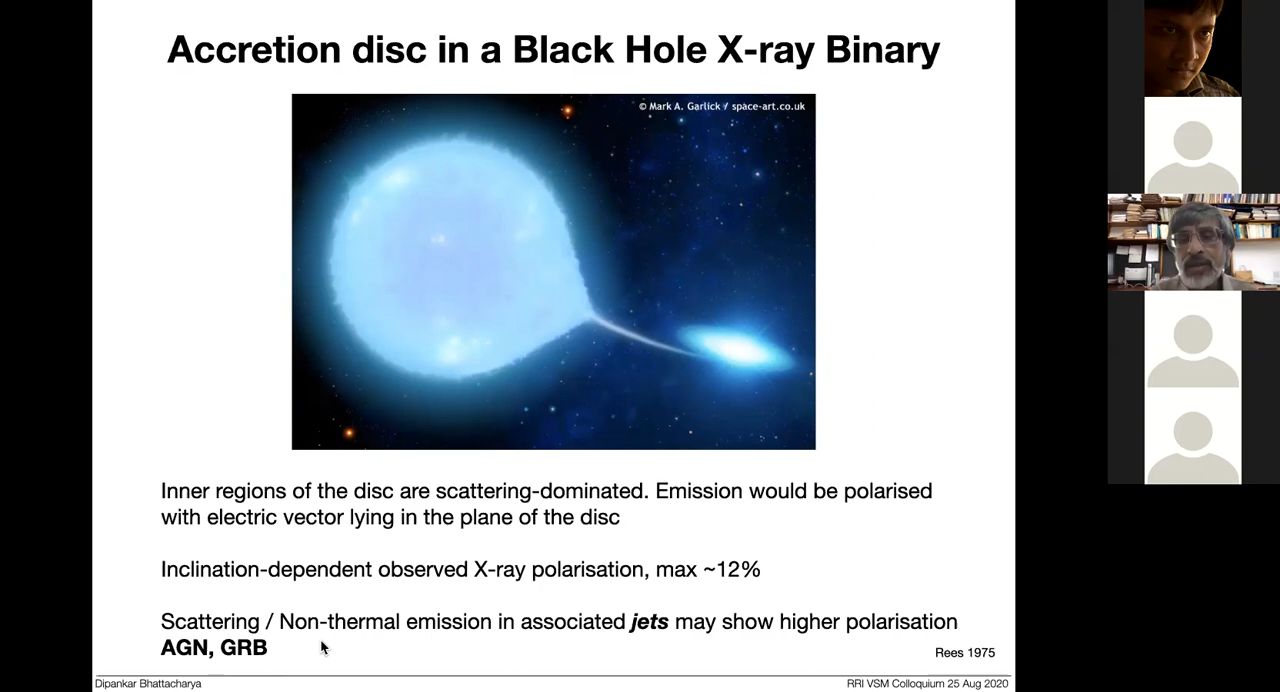 Accretion disc in a Black Hole X-ray Binary
© Mark A. Garlick / space-art.co.uk
Inner regions of the disc are scattering-dominated. Emission would be polarised
with electric vector lying in the plane of the disc
Inclination-dependent observed X-ray polarisation, max ~12%
Scattering / Non-thermal emission in associated jets may show higher polarisation
AGN, GRB
Rees 1975
Dipankar Bhattacharya
RRI VSM Colloquium 25 Aug 2020